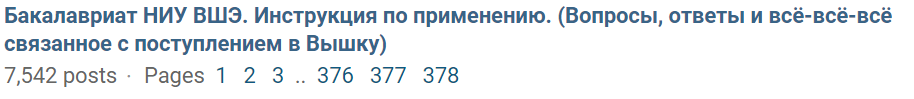 Бакалавриат НИУ ВШЭ. Инструкция по применению. (Вопросы, ответы и всё-всё-всё
связанное с поступлением в Вышку)
7,542 posts · Pages 1 2 3 .. 376 377 378